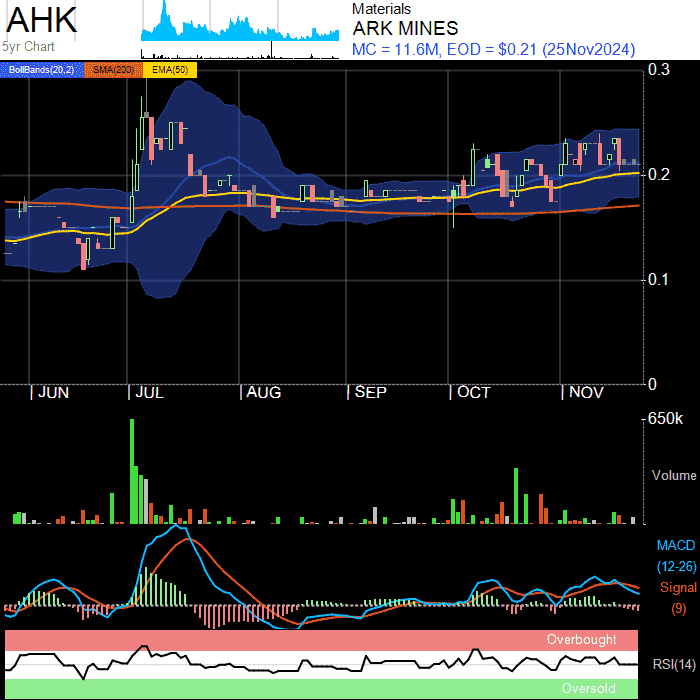 AHK
5yr Chart
Materials
ARK MINES
MC = 11.6M, EOD = $0.21 (25Nov2024)
BollBands(20,2) SMA(200) EMA(50)
0.3
0.2
0.1
0
JUN JUL AUG SEP OCT NOV
650k
Volume
MACD
(12-26)
Signal
(9)
Overbought
RSI(14)
Oversold